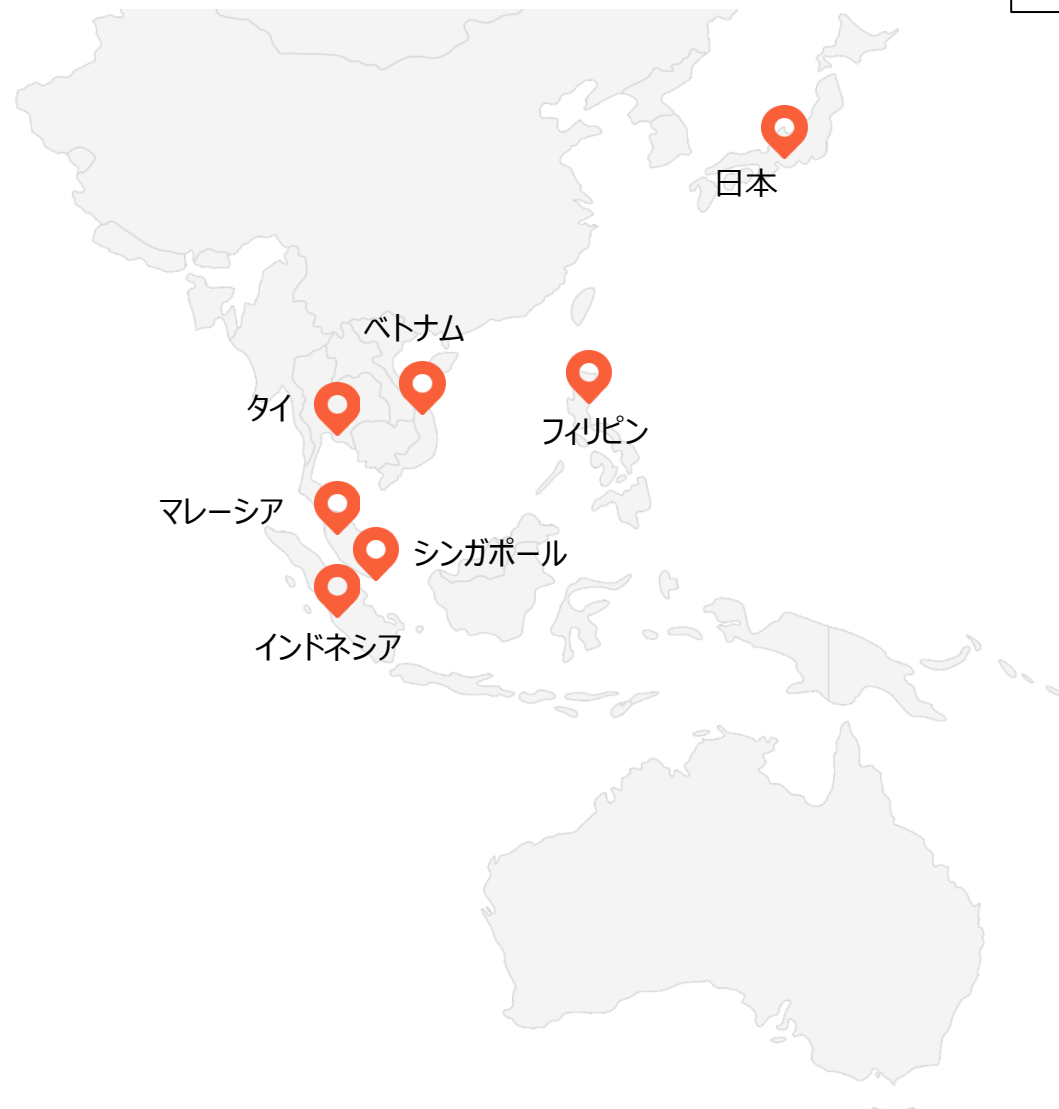 日本
ベトナム
タイ
フィリピン
マレーシア
シンガポール
インドネシア